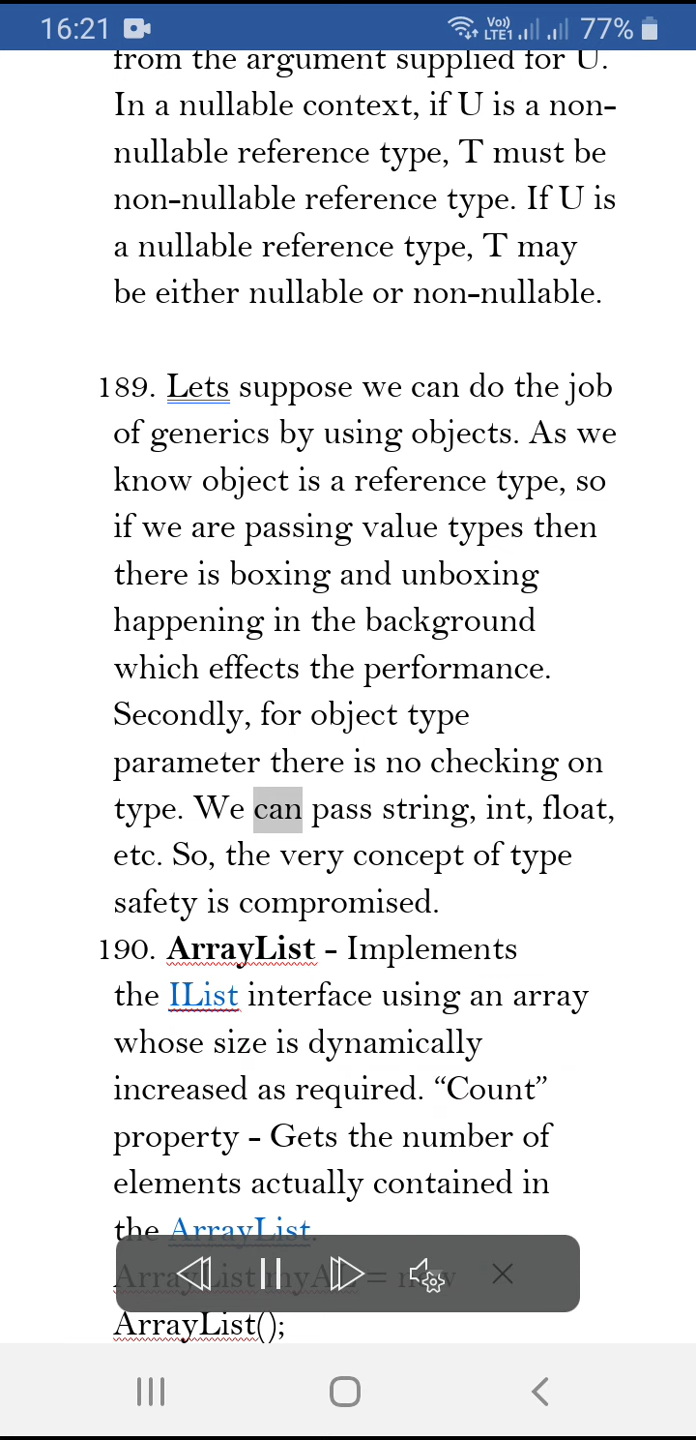 16:21
Vo) LTE1 77%
from the argument supplied for U.
In a nullable context, if U is a non-
nullable reference type, T must be
non-nullable reference type. If U is
a nullable reference type, T may
be either nullable or non-nullable.
189. Lets suppose we can do the job
of generics by using objects. As we
know object is a reference type, so
if we are passing value types then
there is boxing and unboxing
happening in the background
which effects the performance.
Secondly, for object type
parameter there is no checking on
type. We can pass string, int, float,
etc. So, the very concept of type
safety is compromised.
190. ArrayList - Implements
the IList interface using an array
whose size is dynamically
increased as required. “Count”
property - Gets the number of
elements actually contained in
the ArrayList.
ArrayList myAL = new
ArrayList();